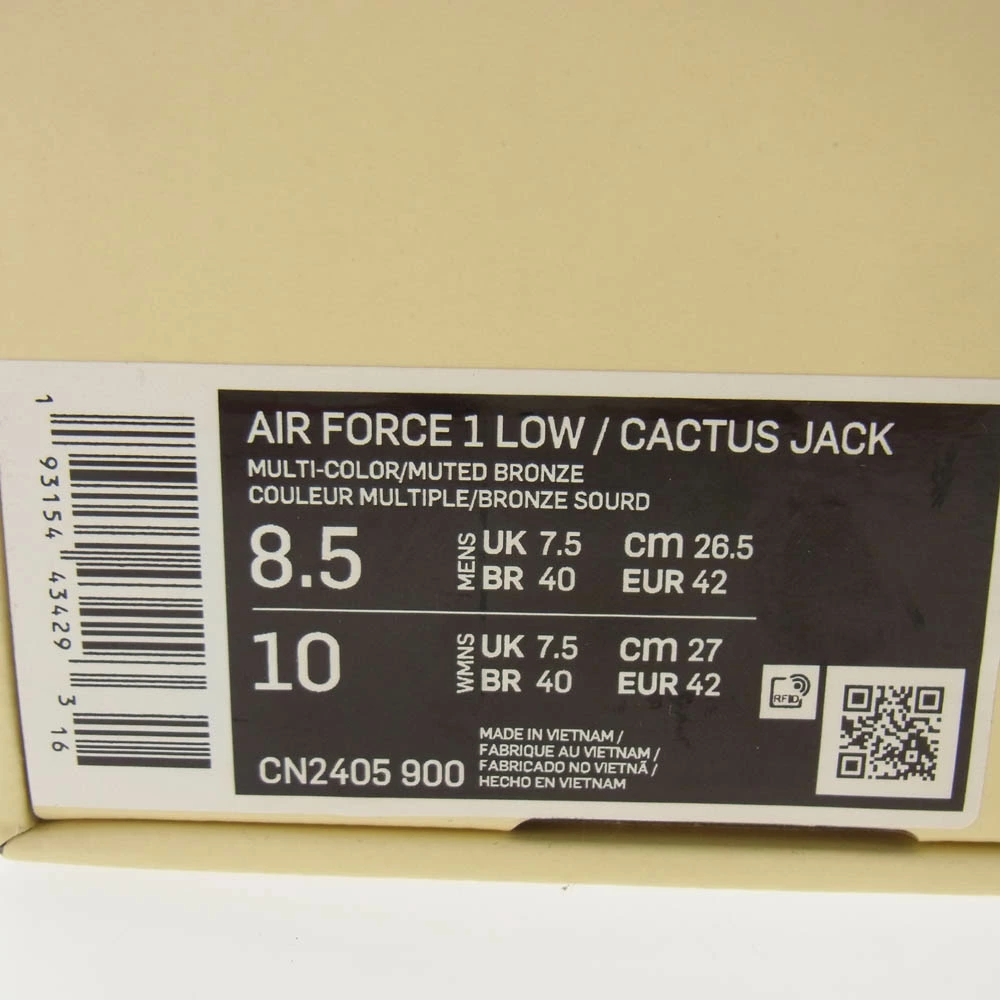 AIR FORCE 1 LOW / CACTUS JACK
MULTI-COLOR/MUTED BRONZE
COULEUR MULTIPLE/BRONZE SOURD
8.5 MENS UK 7.5 cm 26.5
BR 40 EUR 42
10 WMNS UK 7.5 cm 27
BR 40 EUR 42
RFID
CN2405 900
MADE IN VIETNAM /
FABRIQUE AU VIETNAM /
FABRICADO NO VIETNÃ /
HECHO EN VIETNAM
1 93154 43429 3 16